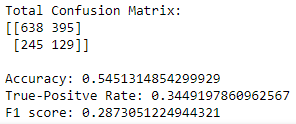 Total Confusion Matrix:
[[638 395]
 [245 129]]
Accuracy: 0.5451314854299929
True-Positve Rate: 0.3449197860962567
F1 score: 0.2873051224944321